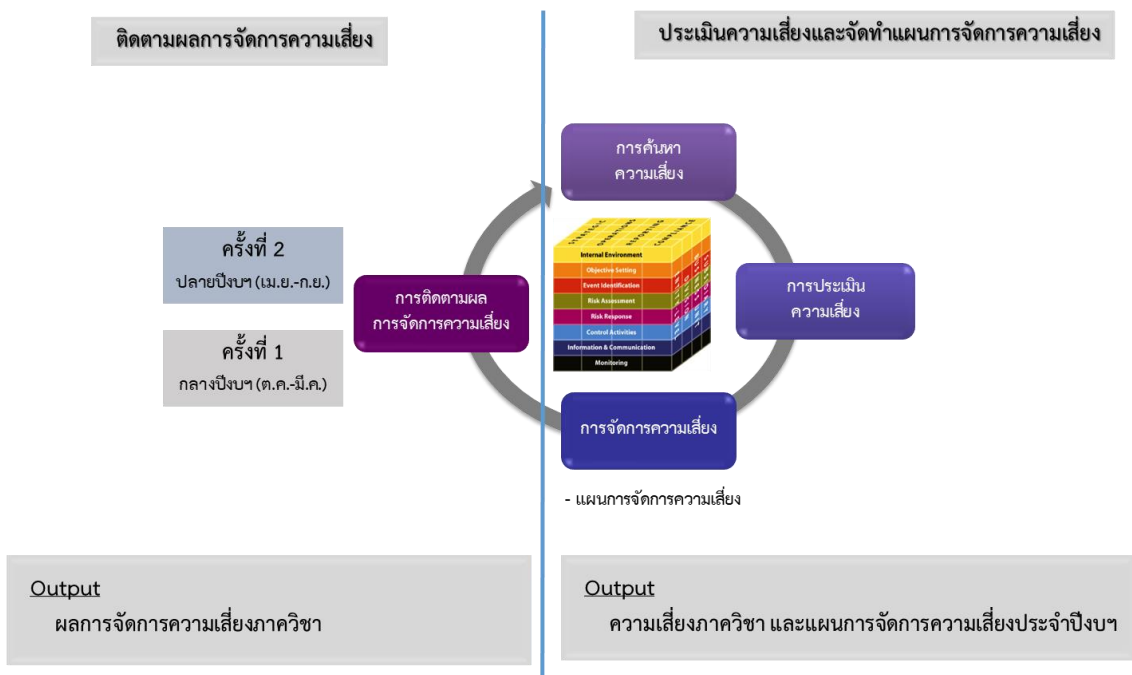 ติดตามผลการจัดการความเสี่ยง
ประเมินความเสี่ยงและจัดทำแผนการจัดการความเสี่ยง
การค้นหา
ความเสี่ยง
STRATEGIC
OPERATIONS
REPORTING
COMPLIANCE
Internal Environment
Objective Setting
Event Identification
Risk Assessment
Risk Response
Control Activities
Information & Communication
Monitoring
การประเมิน
ความเสี่ยง
ครั้งที่ 2
ปลายปีงบฯ (เม.ย.-ก.ย.)
การติดตามผล
การจัดการความเสี่ยง
ครั้งที่ 1
กลางปีงบฯ (ต.ค.-มี.ค.)
การจัดการความเสี่ยง
- แผนการจัดการความเสี่ยง
Output
ผลการจัดการความเสี่ยงภาควิชา
Output
ความเสี่ยงภาควิชา และแผนการจัดการความเสี่ยงประจำปีงบฯ